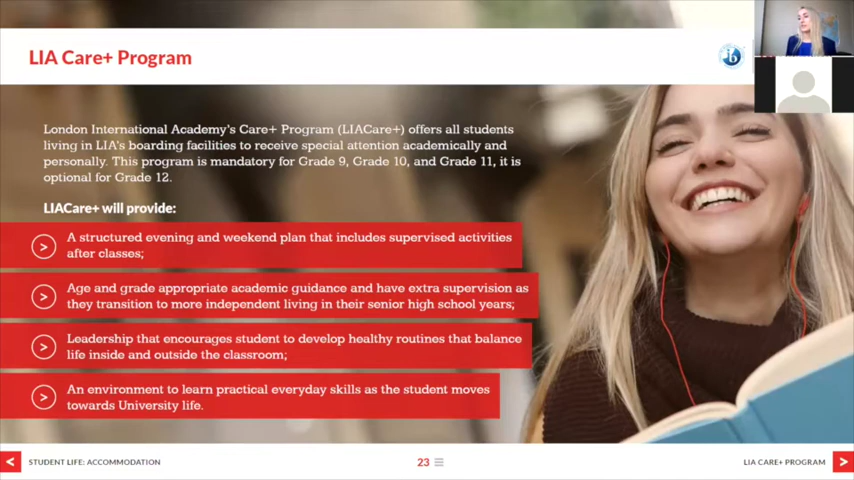 LIA Care+ Program
ib
London International Academy's Care+ Program (LIACare+) offers all students
living in LIA's boarding facilities to receive special attention academically and
personally. This program is mandatory for Grade 9, Grade 10, and Grade 11, it is
optional for Grade 12.
LIACare+ will provide:
A structured evening and weekend plan that includes supervised activities
after classes;
Age and grade appropriate academic guidance and have extra supervision as
they transition to more independent living in their senior high school years;
Leadership that encourages student to develop healthy routines that balance
life inside and outside the classroom;
An environment to learn practical everyday skills as the student moves
towards University life.
STUDENT LIFE: ACCOMMODATION
23
LIA CARE+ PROGRAM